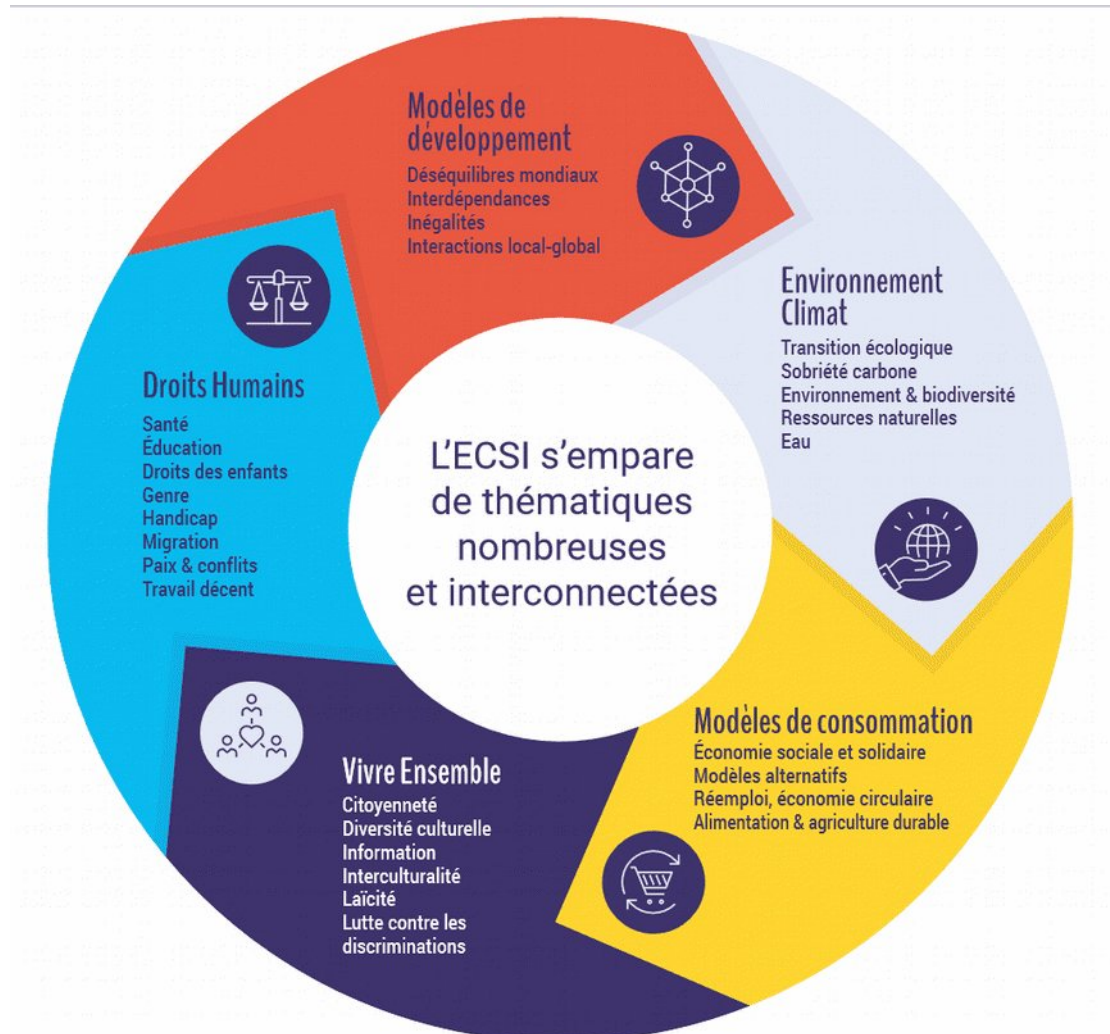 Modèles de
développement
Déséquilibres mondiaux
Interdépendances
Inégalités
Interactions local-global
Environnement
Climat
Transition écologique
Sobriété carbone
Environnement & biodiversité
Ressources naturelles
Eau
Droits Humains
Santé
Éducation
Droits des enfants
Genre
Handicap
Migration
Paix & conflits
Travail décent
L’ECSI s’empare
de thématiques
nombreuses
et interconnectées
Modèles de consommation
Économie sociale et solidaire
Modèles alternatifs
Réemploi, économie circulaire
Alimentation & agriculture durable
Vivre Ensemble
Citoyenneté
Diversité culturelle
Information
Interculturalité
Laïcité
Lutte contre les
discriminations